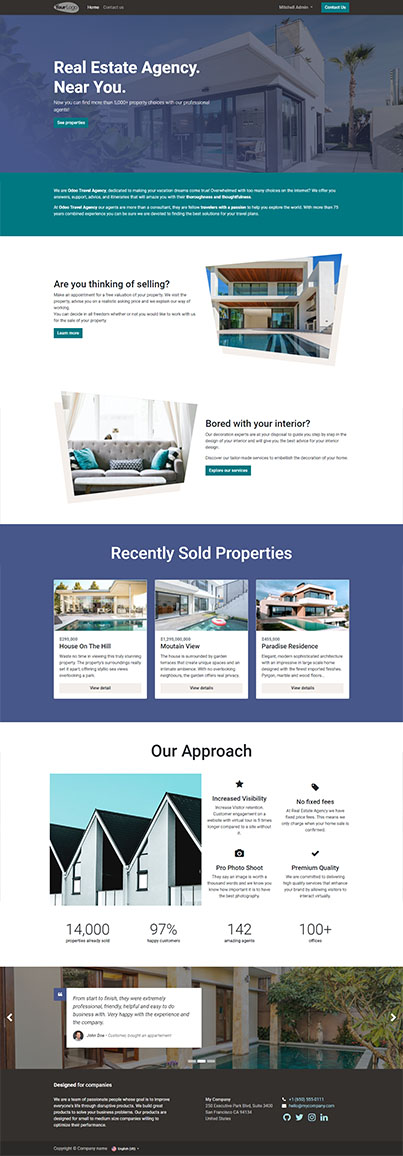 YourLogo
Home Contact us
Mitchell Admin
Contact Us
Real Estate Agency.
Near You.
Now you can find more than 5,000+ property choices with our professional
agents!
See properties
We are Odoo Travel Agency, dedicated to making your vacation dreams come true! Overwhelmed with too many choices on the internet? We offer you
answers, support, advice, and itineraries that will amaze you with their thoroughness and thoughtfulness.
At Odoo Travel Agency our agents are more than a consultant, they are fellow travelers with a passion to help you explore the world. With more than 75
years combined experience you can be sure we are devoted to finding the best solutions for your travel plans.
Are you thinking of selling?
Make an appointment for a free valuation of your property. We visit the
property, advise you on a realistic asking price and we explain our way of
working.
You can decide in all freedom whether or not you would like to work with us
for the sale of your property.
Learn more
Bored with your interior?
Our decoration experts are at your disposal to guide you step by step in the
design of your interior and will give you the best advice for your interior
design.
Discover our tailor-made services to embellish the decoration of your home.
Explore our services
Recently Sold Properties
$290,000
House On The Hill
Waste no time in viewing this truly stunning
property. The property's surroundings really
set it apart, offering idyllic sea views
overlooking a park.
View detail
$1,290,000,000
Moutain View
The house is surrounded by garden
terraces that create unique spaces and an
intimate ambience. With no overlooking
neighbours, the garden offers real privacy.
View details
$495,000
Paradise Residence
Elegant, modern sophisticated architecture
with an impressive in large scale home
designed with the finest imported finishes:
Pyrgon, marble and wood floors...
View details
Our Approach
Increased Visibility
Increase Visitor retention.
Customer engagement on a
website with virtual tour is 5 times
longer compared to a site without
it.
No fixed fees
At Real Estate Agency we have
fixed price fees. This means we
only charge when your home sale is
confirmed.
Pro Photo Shoot
They say an image is worth a
thousand words and we know you
know how important it is to have
the best photography.
Premium Quality
We are committed to delivering
high quality services that enhance
your brand by allowing visitors to
interact virtually.
14,000
properties already sold
97%
happy customers
142
amazing agents
100+
offices
From start to finish, they were extremely
professional, friendly, helpful and easy to do
business with. Very happy with the experience and
the company.
John Doe • Customer, bought an appartement
Designed for companies
We are a team of passionate people whose goal is to improve
everyone's life through disruptive products. We build great
products to solve your business problems. Our products are
designed for small to medium size companies willing to
optimize their performance.
My Company
250 Executive Park Blvd, Suite 3400
San Francisco CA 94134
United States
+1 (650) 555-0111
hello@mycompany.com
Copyright © Company name
English (US)